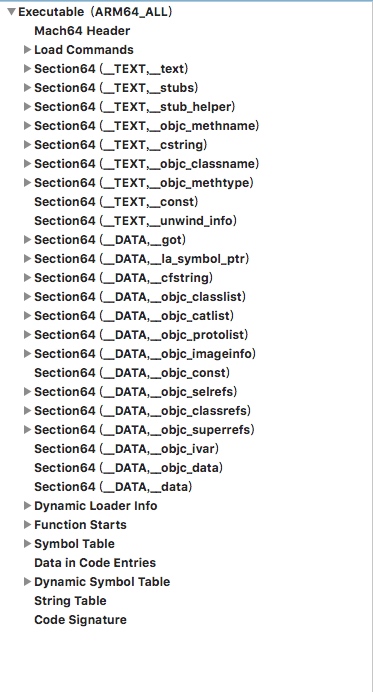 Executable (ARM64_ALL)
Mach64 Header
Load Commands
Section64 (__TEXT,__text)
Section64 (__TEXT,__stubs)
Section64 (__TEXT,__stub_helper)
Section64 (__TEXT,__objc_methname)
Section64 (__TEXT,__cstring)
Section64 (__TEXT,__objc_classname)
Section64 (__TEXT,__objc_methtype)
Section64 (__TEXT,__const)
Section64 (__TEXT,__unwind_info)
Section64 (__DATA,__got)
Section64 (__DATA,__la_symbol_ptr)
Section64 (__DATA,__cfstring)
Section64 (__DATA,__objc_classlist)
Section64 (__DATA,__objc_catlist)
Section64 (__DATA,__objc_protolist)
Section64 (__DATA,__objc_imageinfo)
Section64 (__DATA,__objc_const)
Section64 (__DATA,__objc_selrefs)
Section64 (__DATA,__objc_classrefs)
Section64 (__DATA,__objc_superrefs)
Section64 (__DATA,__objc_ivar)
Section64 (__DATA,__objc_data)
Section64 (__DATA,__data)
Dynamic Loader Info
Function Starts
Symbol Table
Data in Code Entries
Dynamic Symbol Table
String Table
Code Signature